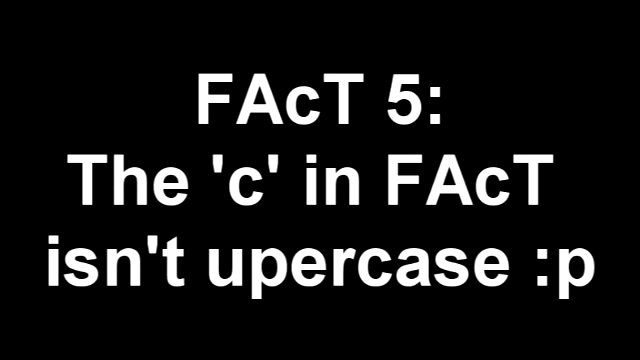 FAcT 5:
The 'c' in FAcT
isn't upercase :p